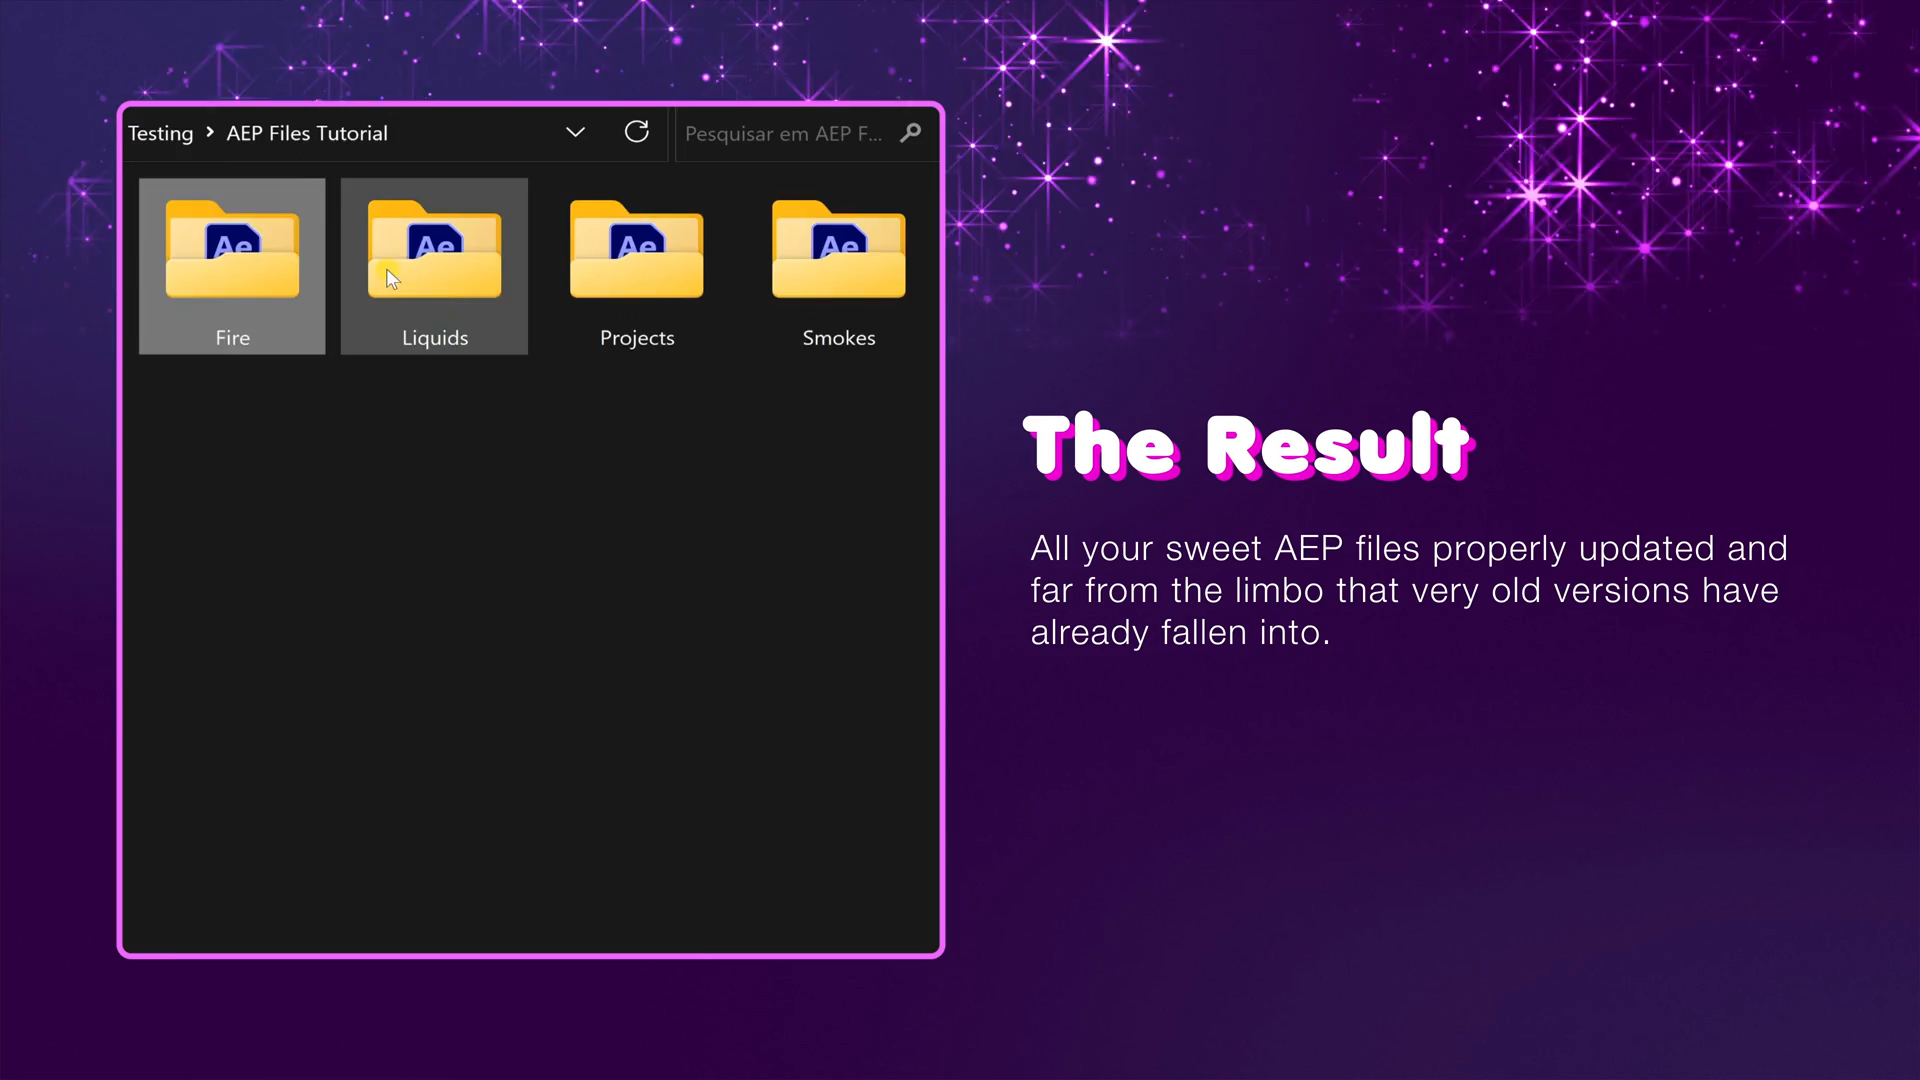 Testing > AEP Files Tutorial
Pesquisar em AEP F...
Ae Ae Ae Ae
Fire Liquids Projects Smokes
The Result
All your sweet AEP files properly updated and
far from the limbo that very old versions have
already fallen into.